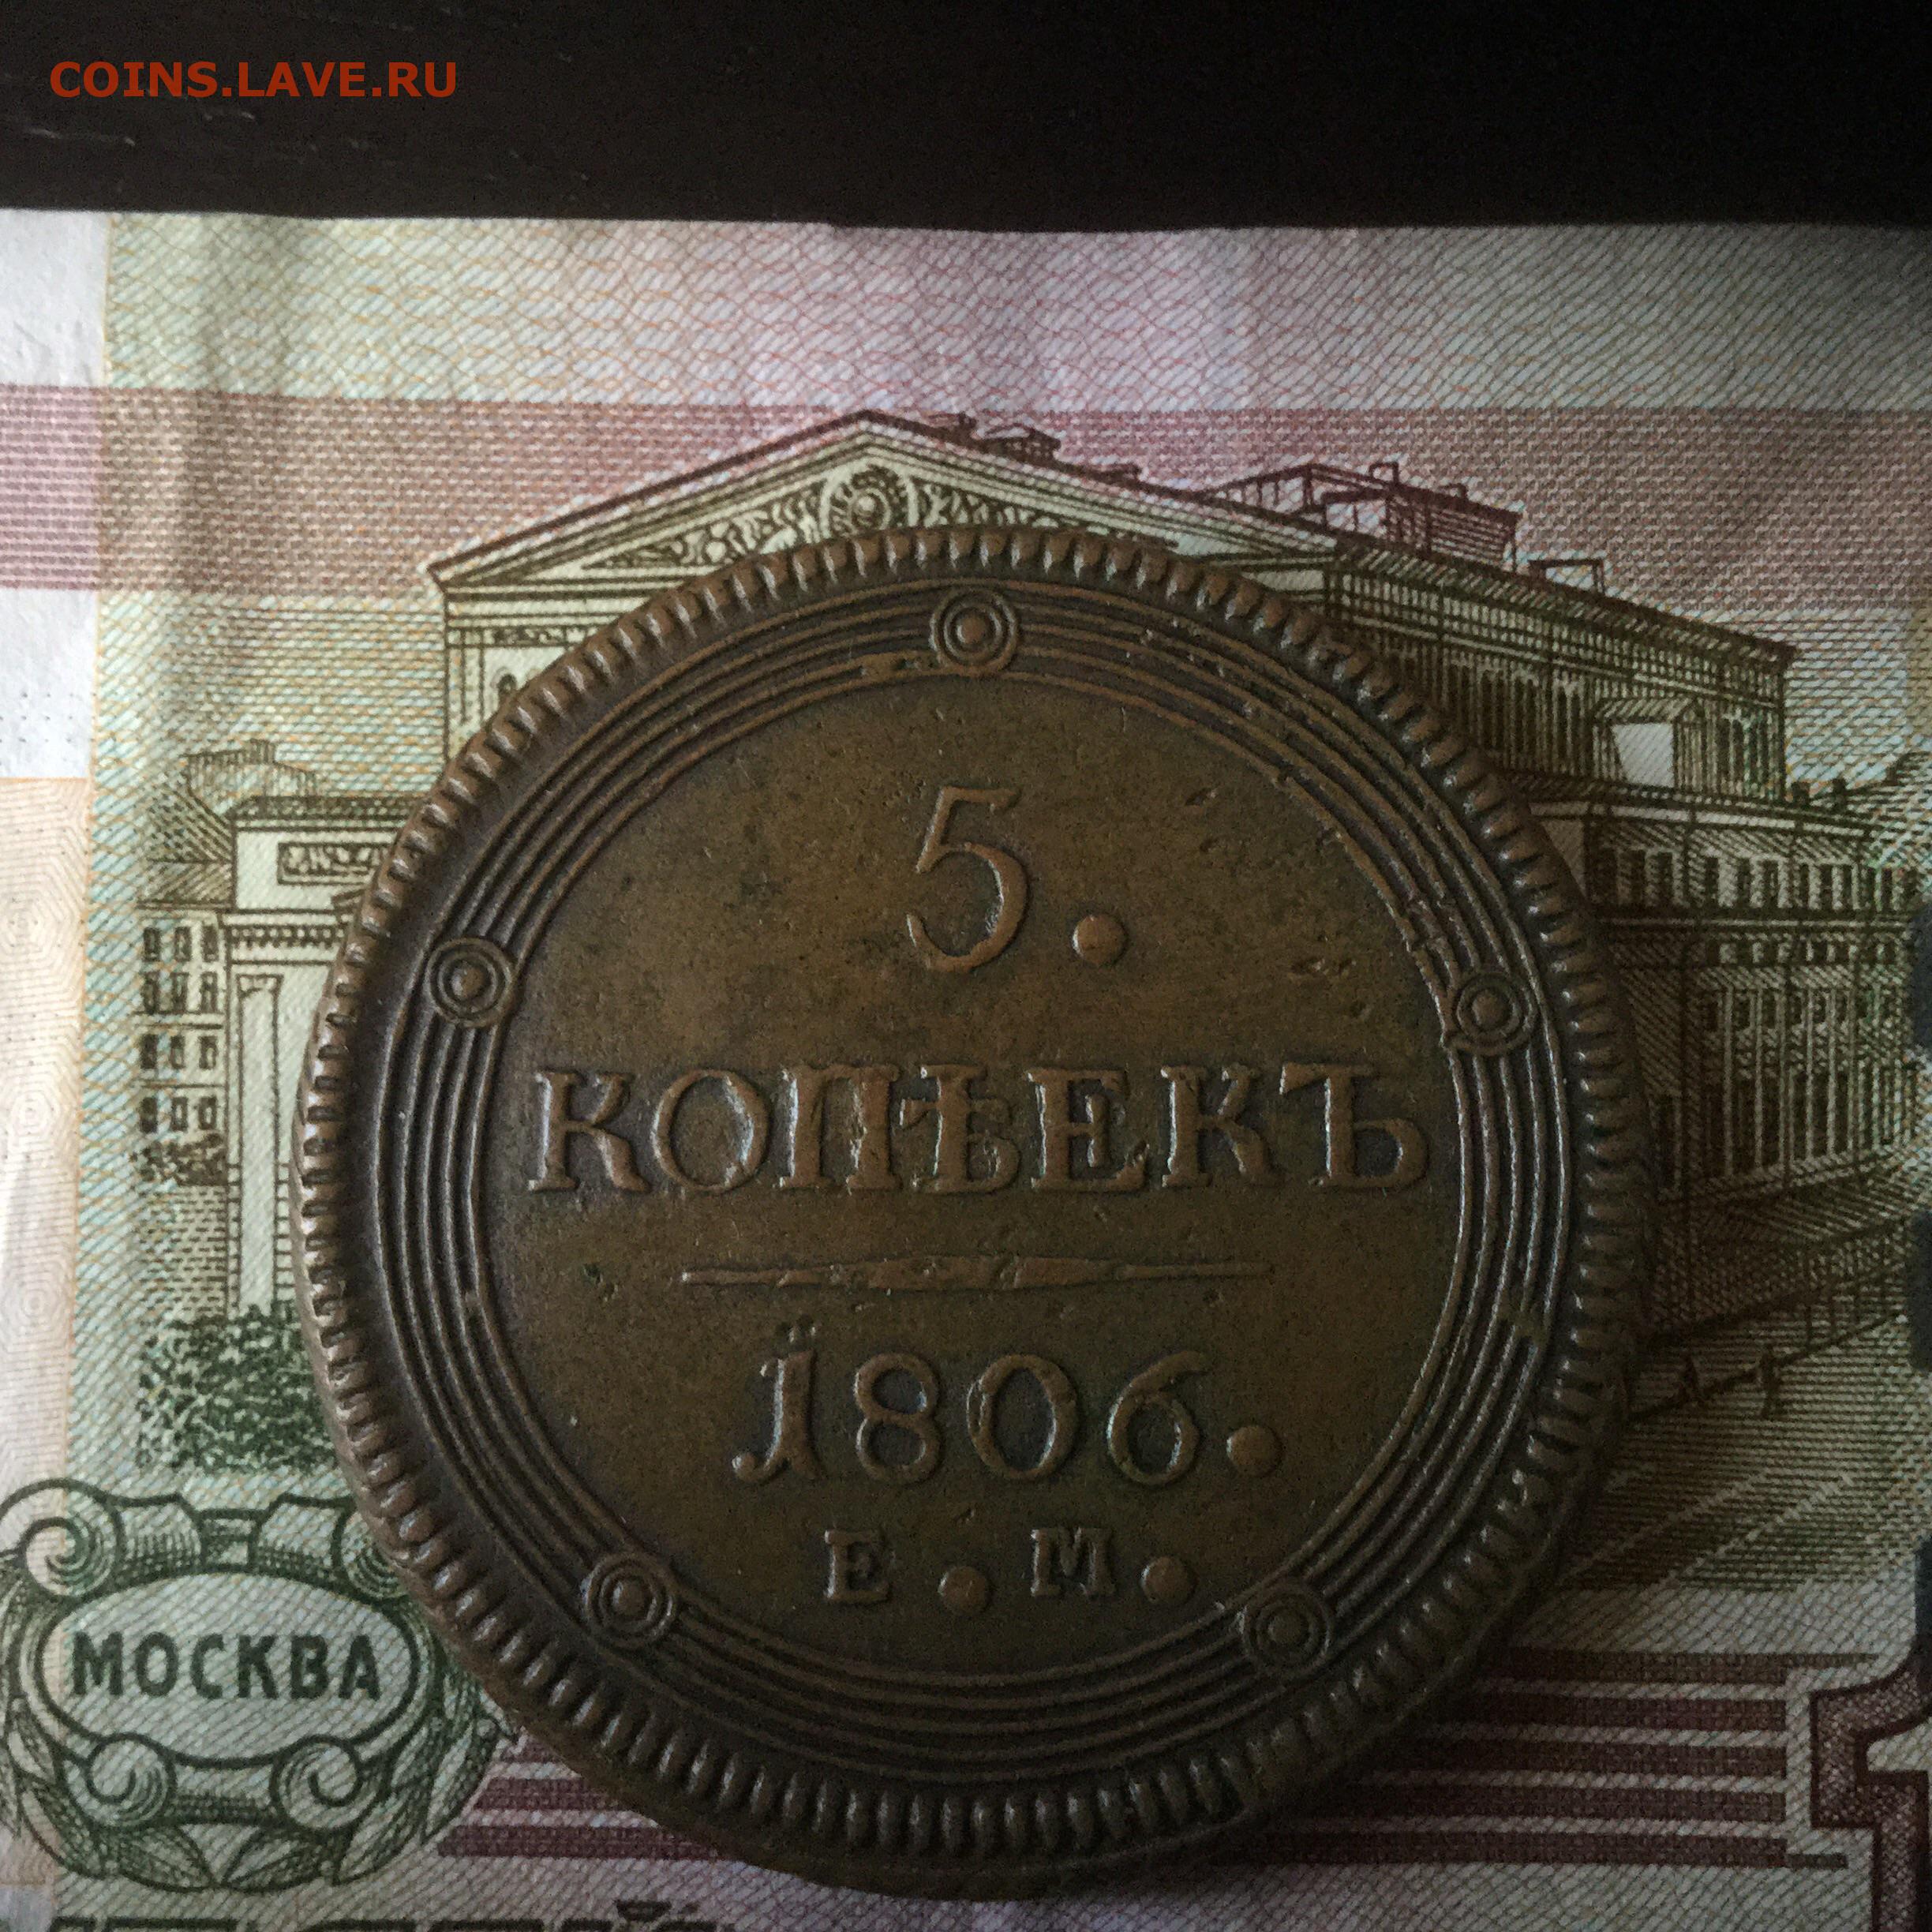 COINS.LAVE.RU
5.
КОПѢЕКЪ
1806.
Е.М.
МОСКВА